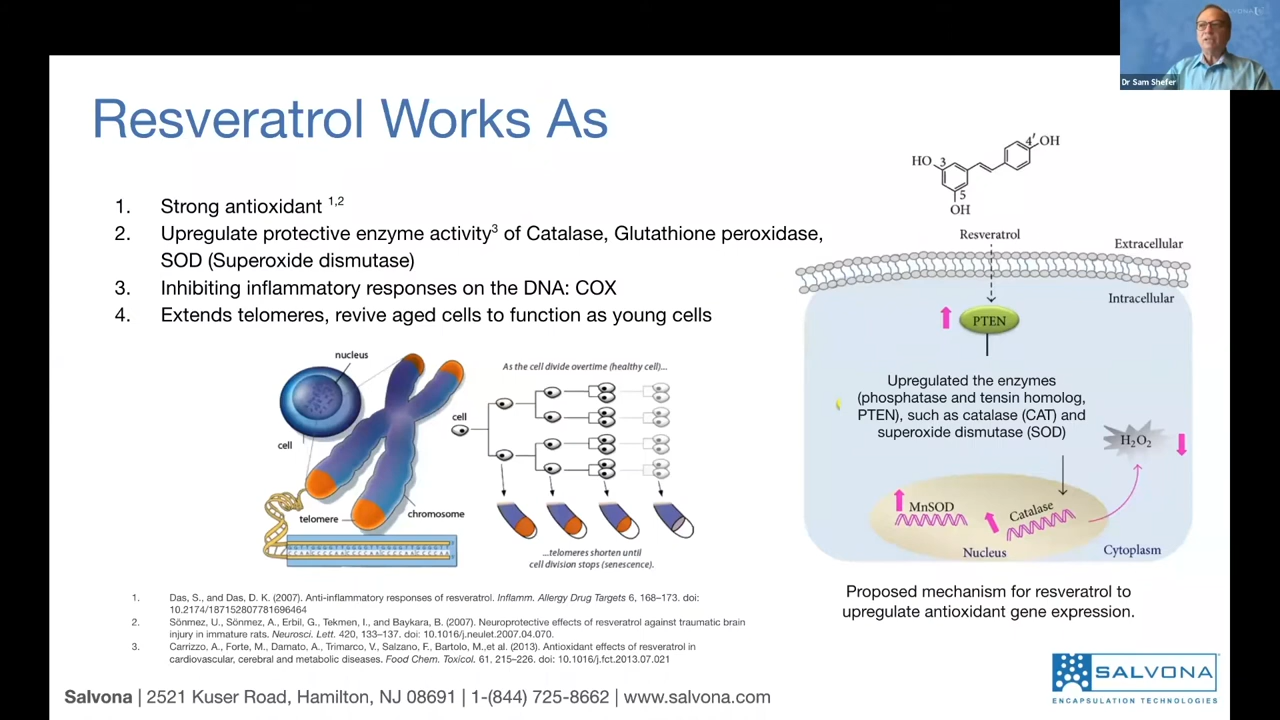 SALVONA
Dr Sam Shefer
Resveratrol Works As
1. Strong antioxidant 1,2
2. Upregulate protective enzyme activity3 of Catalase, Glutathione peroxidase,
SOD (Superoxide dismutase)
3. Inhibiting inflammatory responses on the DNA: COX
4. Extends telomeres, revive aged cells to function as young cells
nucleus
cell
telomere
chromosome
As the cell divide overtime (healthy cell)...
cell
...telomeres shorten until
cell division stops (senescence).
HO 3
4' OH
5
OH
Resveratrol
Extracellular
Intracellular
PTEN
Upregulated the enzymes
(phosphatase and tensin homolog,
PTEN), such as catalase (CAT) and
superoxide dismutase (SOD)
H2O2
MnSOD
Catalase
Nucleus
Cytoplasm
Proposed mechanism for resveratrol to
upregulate antioxidant gene expression.
1. Das, S., and Das, D. K. (2007). Anti-inflammatory responses of resveratrol. Inflamm. Allergy Drug Targets 6, 168–173. doi:
10.2174/187152807781696464
2. Sönmez, U., Sönmez, A., Erbil, G., Tekmen, I., and Baykara, B. (2007). Neuroprotective effects of resveratrol against traumatic brain
injury in immature rats. Neurosci. Lett. 420, 133–137. doi: 10.1016/j.neulet.2007.04.070.
3. Carrizzo, A., Forte, M., Damato, A., Trimarco, V., Salzano, F., Bartolo, M.,et al. (2013). Antioxidant effects of resveratrol in
cardiovascular, cerebral and metabolic diseases. Food Chem. Toxicol. 61, 215–226. doi: 10.1016/j.fct.2013.07.021
Salvona | 2521 Kuser Road, Hamilton, NJ 08691 | 1-(844) 725-8662 | www.salvona.com
SALVONA
ENCAPSULATION TECHNOLOGIES